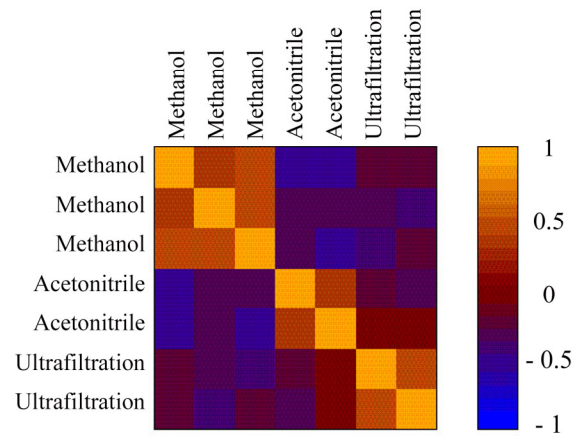 Methanol
Methanol
Methanol
Acetonitrile
Acetonitrile
Ultrafiltration
Ultrafiltration
Methanol
Methanol
Methanol
Acetonitrile
Acetonitrile
Ultrafiltration
Ultrafiltration
1
0.5
0
- 0.5
- 1